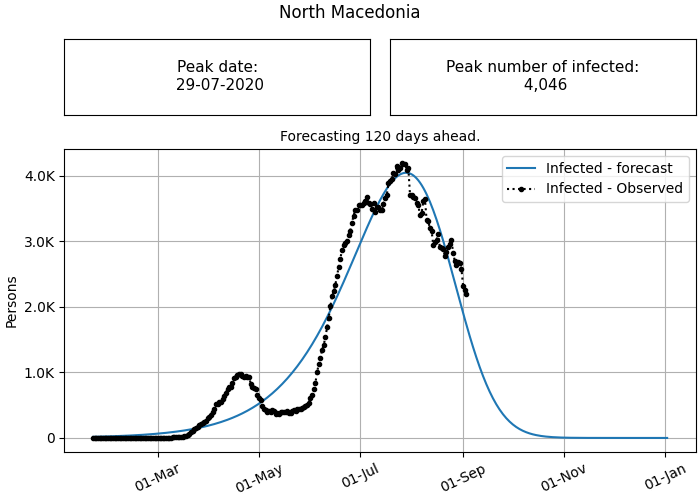 North Macedonia
Peak date:
29-07-2020
Peak number of infected:
4,046
Forecasting 120 days ahead.
4.0K
3.0K
2.0K
1.0K
0
Persons
Infected - forecast
Infected - Observed
01-Mar
01-May
01-Jul
01-Sep
01-Nov
01-Jan